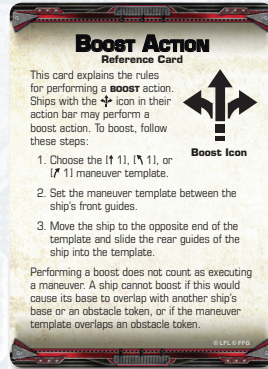 BOOST ACTION
Reference Card
This card explains the rules
for performing a BOOST action.
Ships with the icon in their
action bar may perform a
boost action. To boost, follow
these steps:
Boost Icon
1. Choose the [↑ 1], [↖ 1], or
[↗ 1] maneuver template.
2. Set the maneuver template between the
ship's front guides.
3. Move the ship to the opposite end of the
template and slide the rear guides of the
ship into the template.
Performing a boost does not count as executing
a maneuver. A ship cannot boost if this would
cause its base to overlap with another ship's
base or an obstacle token, or if the maneuver
template overlaps an obstacle token.
© LFL © FFG